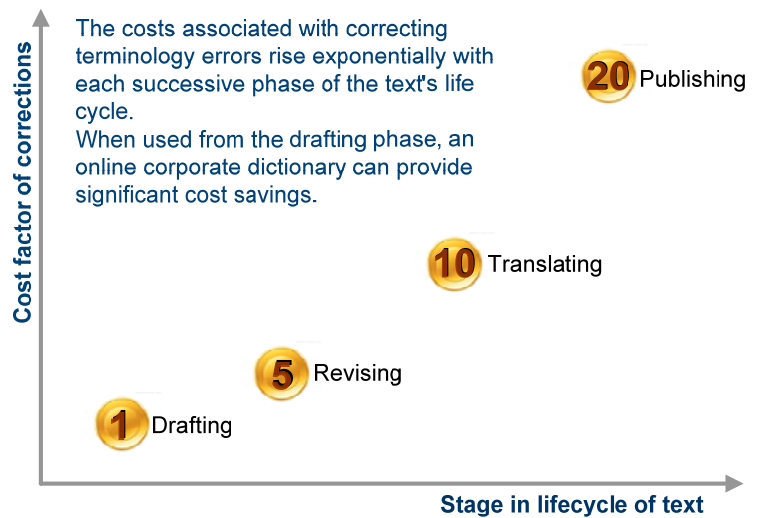 The costs associated with correcting
terminology errors rise exponentially with
each successive phase of the text's life
cycle.
When used from the drafting phase, an
online corporate dictionary can provide
significant cost savings.
20 Publishing
10 Translating
5 Revising
1 Drafting
Cost factor of corrections
Stage in lifecycle of text